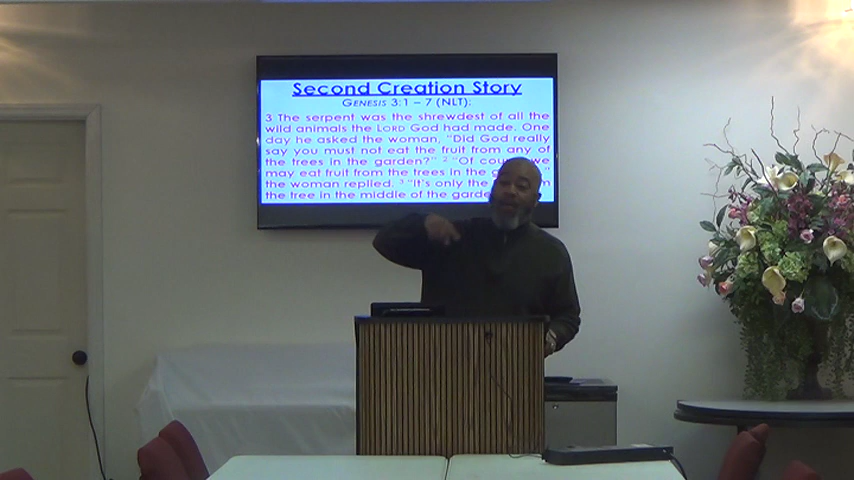 Second Creation Story
GENESIS 3:1 – 7 (NLT):
3 The serpent was the shrewdest of all the
wild animals the LORD God had made. One
day he asked the woman, "Did God really
say you must not eat the fruit from any of
the trees in the garden?" 2 "Of we
may eat fruit from the trees in the
the woman replied. 3 "It's only the
the tree in the middle of the